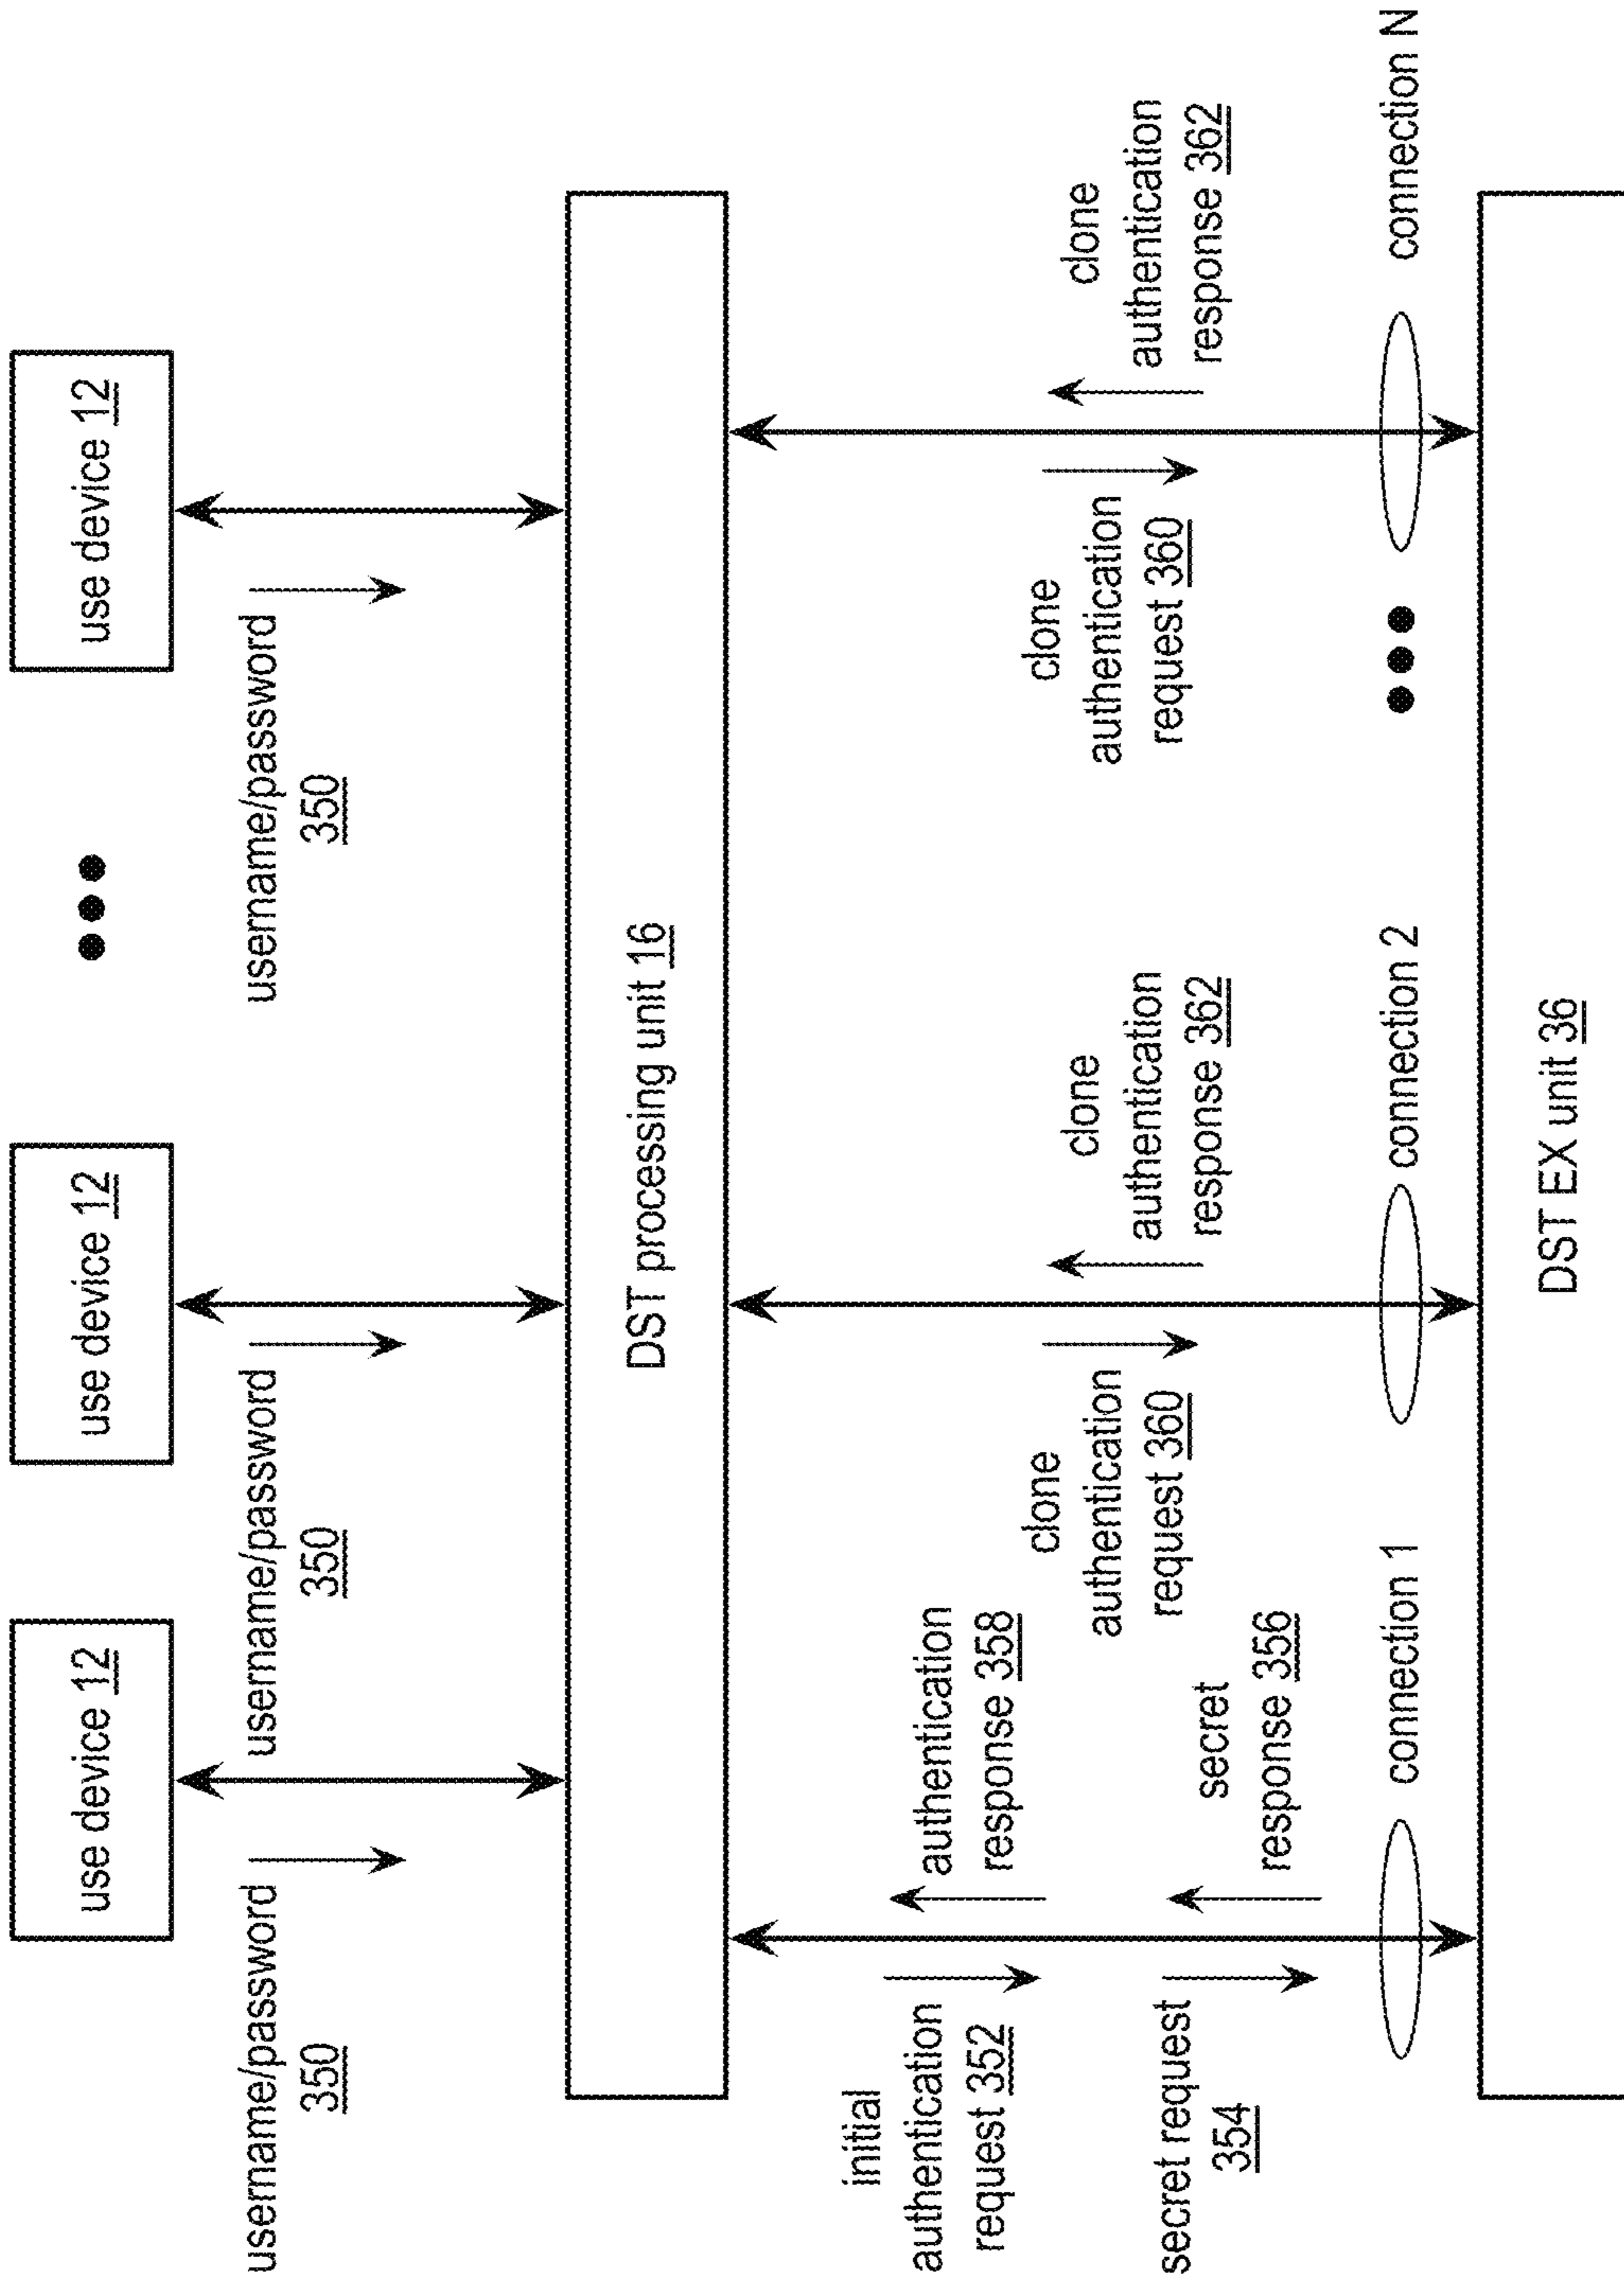 use device 12
use device 12
use device 12
username/password
350
username/password
350
username/password
350
DST processing unit 16
initial
authentication
request 352
authentication
response 358
secret request
354
secret
response 356
clone
authentication
request 360
clone
authentication
response 362
clone
authentication
request 360
clone
authentication
response 362
connection 1
connection 2
connection N
DST EX unit 36